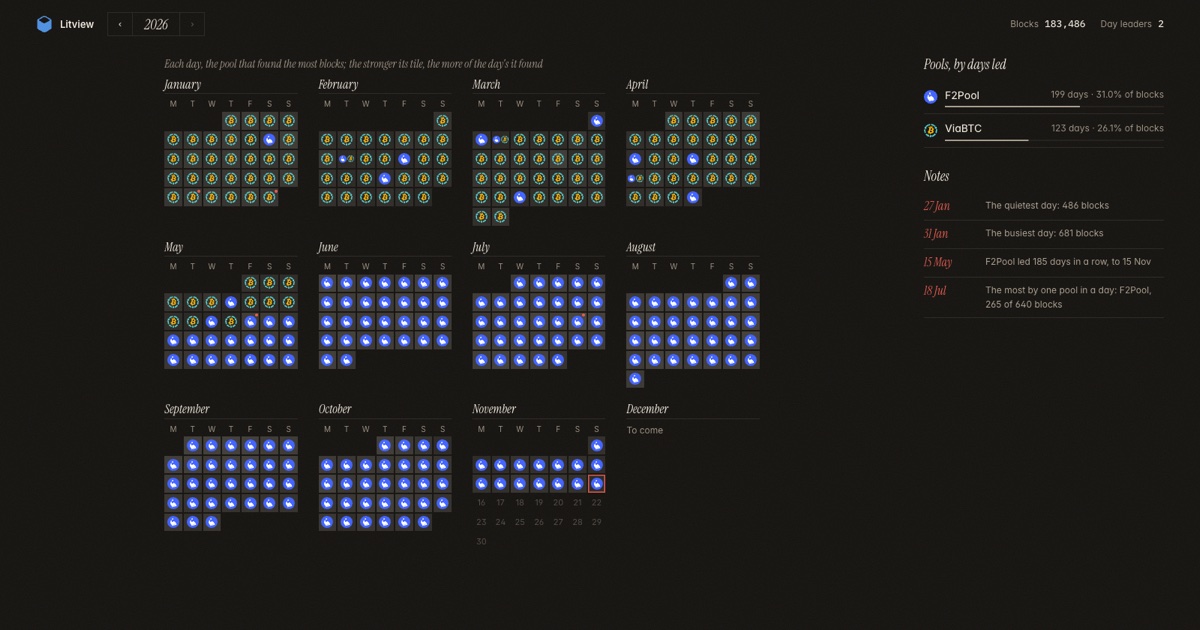 Litview
‹ 2026 ›
Blocks 183,486 Day leaders 2
Each day, the pool that found the most blocks; the stronger its tile, the more of the day's it found
January February March April
M T W T F S S M T W T F S S M T W T F S S M T W T F S S
May June July August
M T W T F S S M T W T F S S M T W T F S S M T W T F S S
September October November December
M T W T F S S M T W T F S S M T W T F S S To come
16 17 18 19 20 21 22
23 24 25 26 27 28 29
30
Pools, by days led
F2Pool 199 days · 31.0% of blocks
ViaBTC 123 days · 26.1% of blocks
Notes
27 Jan The quietest day: 486 blocks
31 Jan The busiest day: 681 blocks
15 May F2Pool led 185 days in a row, to 15 Nov
18 Jul The most by one pool in a day: F2Pool,
265 of 640 blocks